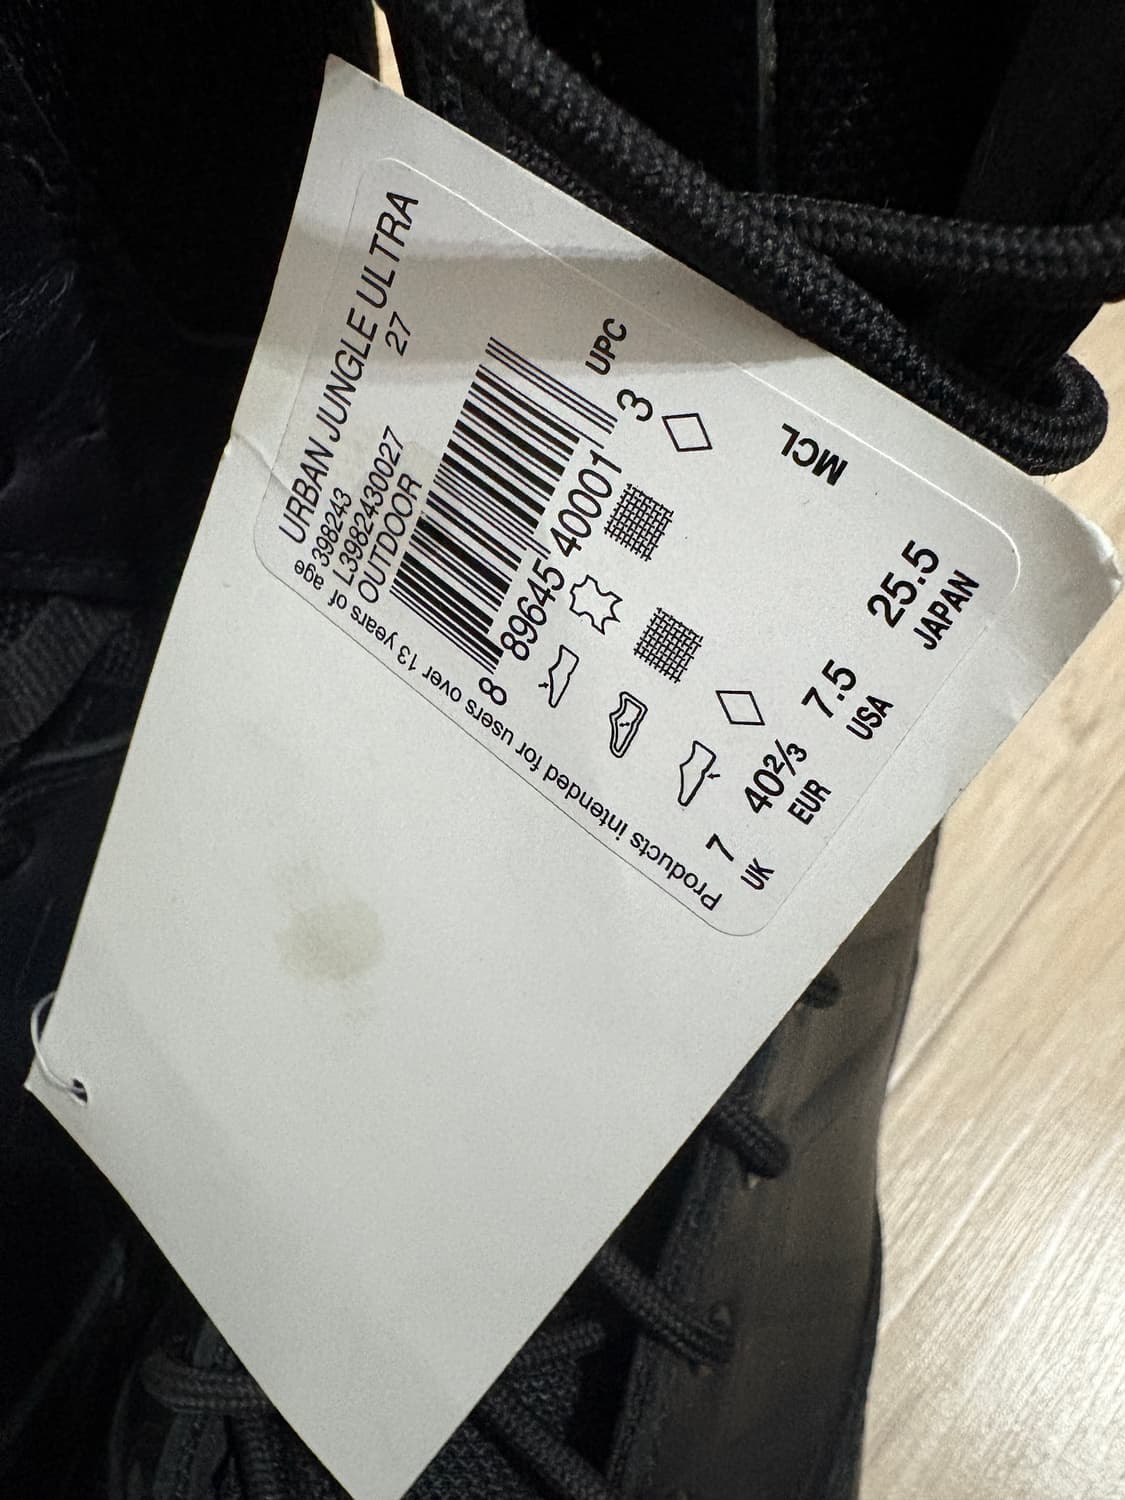 URBAN JUNGLE ULTRA
398243 27
L3982430027
OUTDOOR
8 89645 40001 3
UPC
MCL
7 40⅔ 7.5 25.5
UK EUR USA JAPAN
Products intended for users over 13 years of age